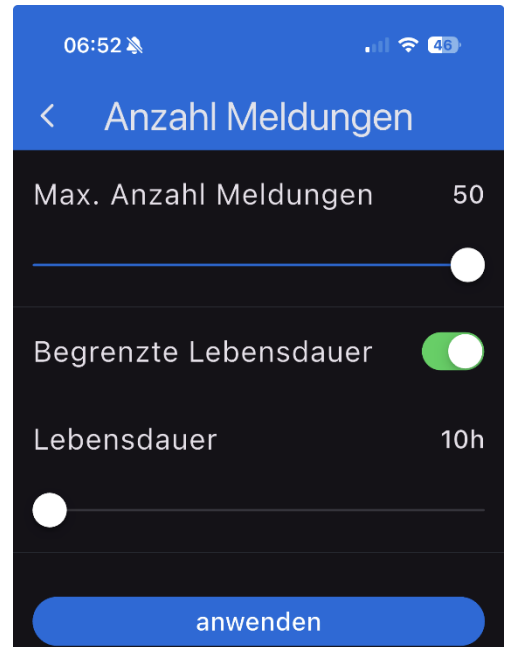 06:52
46
Anzahl Meldungen
Max. Anzahl Meldungen 50
Begrenzte Lebensdauer
Lebensdauer 10h
anwenden